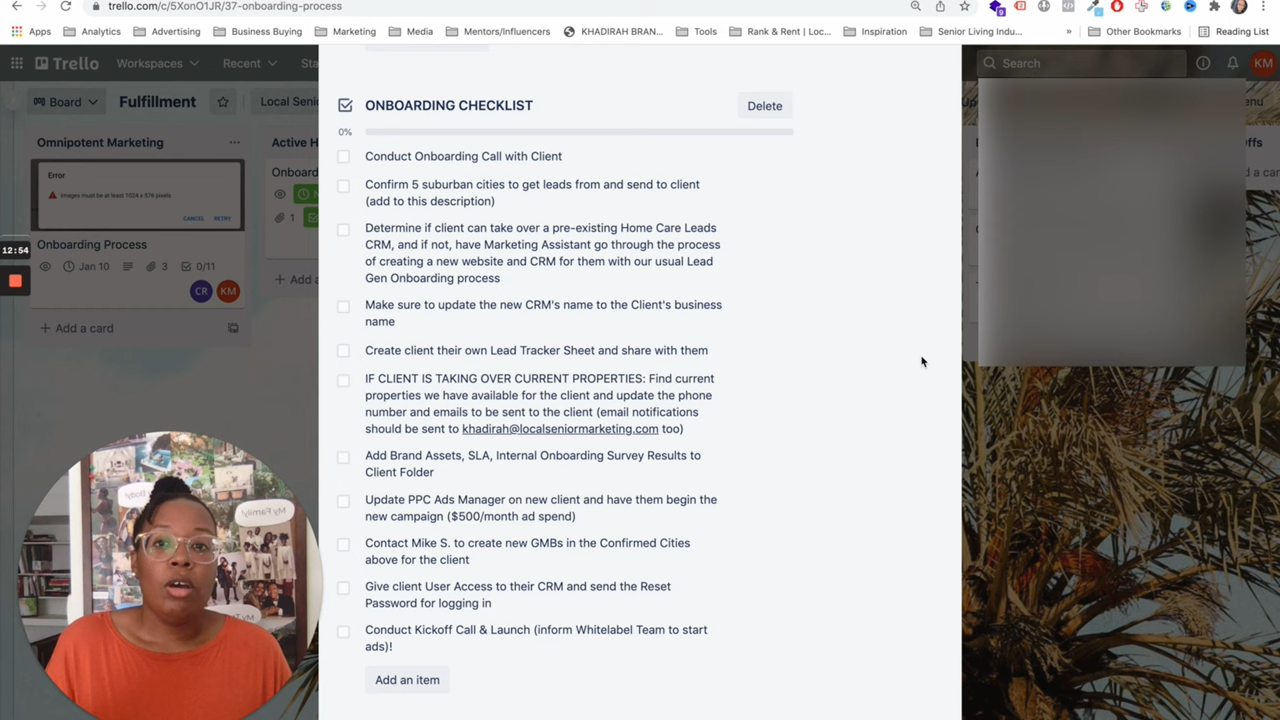 trello.com/c/5XonO1JR/37-onboarding-process
9
Apps
Analytics
Advertising
Business Buying
Marketing
Media
Mentors/Influencers
KHADIRAH BRAN...
Tools
Rank & Rent | Loc...
Inspiration
Senior Living Indu...
»
Other Bookmarks
Reading List
Trello
Workspaces
Recent
Sta
Search
KM
Board
Fulfillment
Local Seni
enu
Omnipotent Marketing
Active H
Offs
Error
Images must be at least 1024 x 576 pixels
CANCEL RETRY
Onboarding Process
Jan 10
3
0/11
CR
KM
+ Add a card
Onboard
1
+ Add a
d a car
12:54
ONBOARDING CHECKLIST
Delete
0%
Conduct Onboarding Call with Client
Confirm 5 suburban cities to get leads from and send to client
(add to this description)
Determine if client can take over a pre-existing Home Care Leads
CRM, and if not, have Marketing Assistant go through the process
of creating a new website and CRM for them with our usual Lead
Gen Onboarding process
Make sure to update the new CRM's name to the Client's business
name
Create client their own Lead Tracker Sheet and share with them
IF CLIENT IS TAKING OVER CURRENT PROPERTIES: Find current
properties we have available for the client and update the phone
number and emails to be sent to the client (email notifications
should be sent to khadirah@localseniormarketing.com too)
Add Brand Assets, SLA, Internal Onboarding Survey Results to
Client Folder
Update PPC Ads Manager on new client and have them begin the
new campaign ($500/month ad spend)
Contact Mike S. to create new GMBs in the Confirmed Cities
above for the client
Give client User Access to their CRM and send the Reset
Password for logging in
Conduct Kickoff Call & Launch (inform Whitelabel Team to start
ads)!
Add an item
My Family